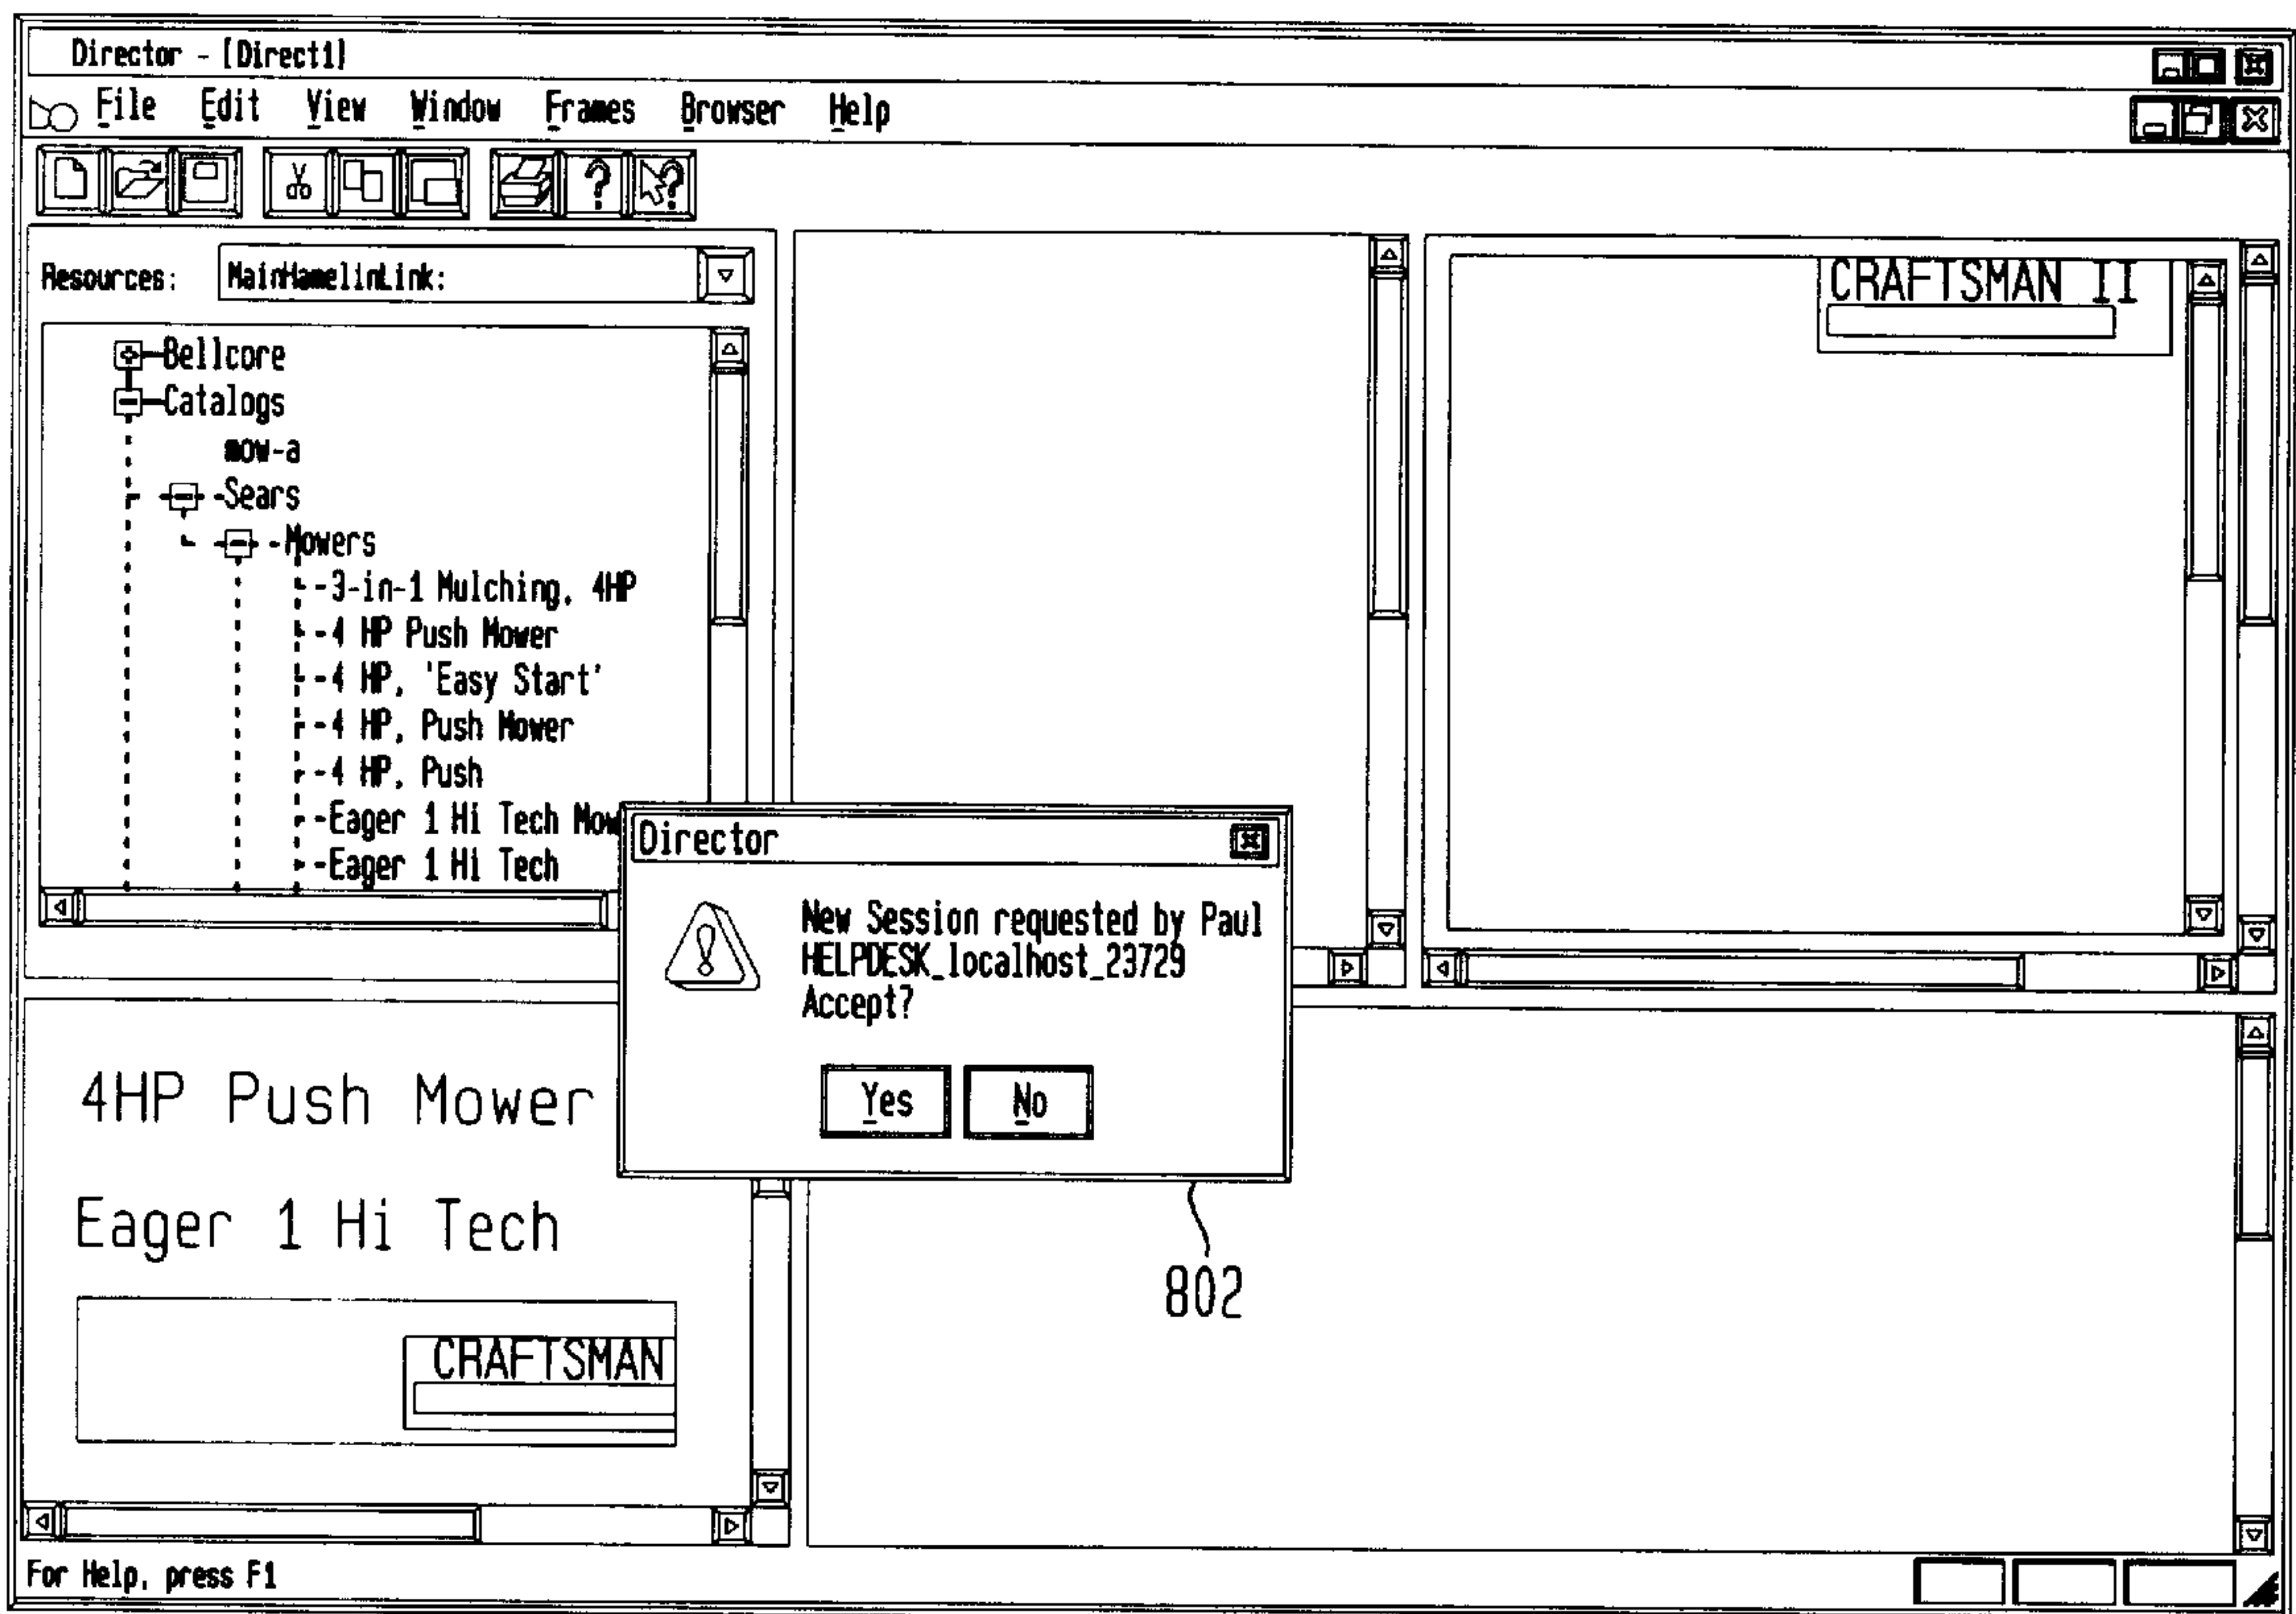 Director - [Direct1]
File Edit View Window Frames Browser Help
Resources: MainHamelinLink:
Bellcore
Catalogs
mow-a
Sears
Mowers
3-in-1 Mulching, 4HP
4 HP Push Mower
4 HP, 'Easy Start'
4 HP, Push Mower
4 HP, Push
Eager 1 Hi Tech Mow
Eager 1 Hi Tech
CRAFTSMAN II
Director
New Session requested by Paul
HELPDESK_localhost_23729
Accept?
Yes No
802
4HP Push Mower
Eager 1 Hi Tech
CRAFTSMAN
For Help, press F1